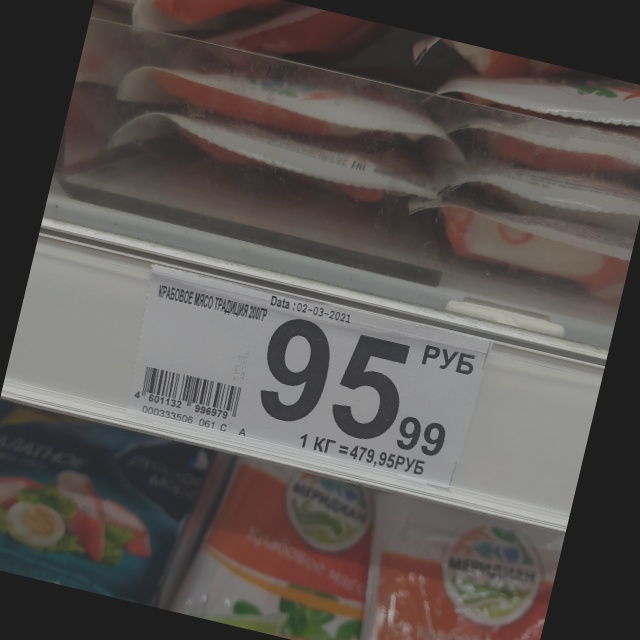 КРАБОВОЕ МЯСО ТРАДИЦИЯ 200ГР
Data :02-03-2021
95 99
РУБ
4 601132 996979
000333506 061 С А
1 КГ =479,95РУБ
МЕРИДИАН
МЕРИДИАН